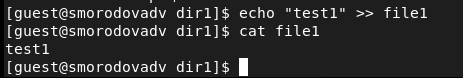 [guest@smorodovadv dir1]$ echo "test1" >> file1
[guest@smorodovadv dir1]$ cat file1
test1
[guest@smorodovadv dir1]$